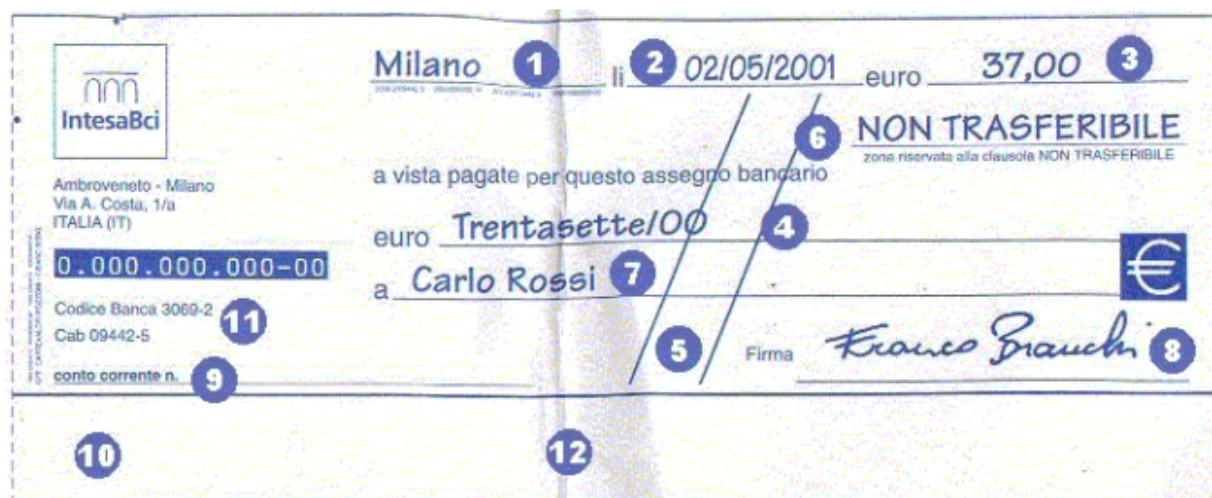 Milano 1 li 2 02/05/2001 euro 37,00 3
IntesaBci
6 NON TRASFERIBILE
zona riservata alla clausola NON TRASFERIBILE
a vista pagate per questo assegno bancario
Ambroveneto - Milano
Via A. Costa, 1/a
ITALIA (IT)
euro Trentasette/00 4
0.000.000.000-00
a Carlo Rossi 7
€
Codice Banca 3069-2
11
Cab 09442-5
5
Firma Franco Bianchi 8
conto corrente n. 9
10
12